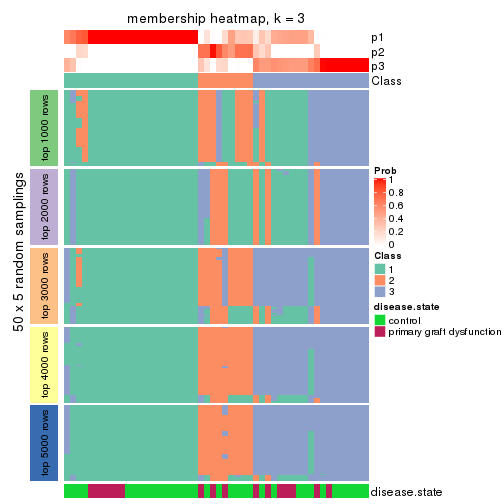 membership heatmap, k = 3
p1
p2
p3
Class
50 x 5 random samplings
top 1000 rows
top 2000 rows
top 3000 rows
top 4000 rows
top 5000 rows
Prob
1
0.8
0.6
0.4
0.2
0
Class
1
2
3
disease.state
control
primary graft dysfunction
disease.state